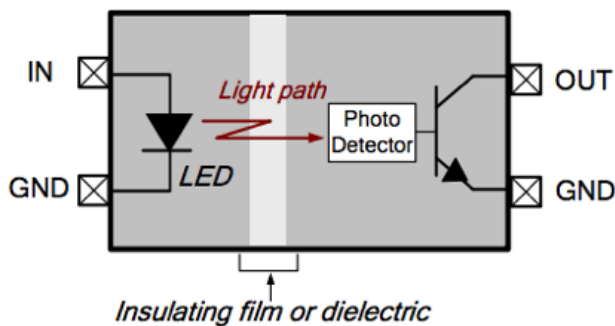 IN
GND
LED
Light path
Photo
Detector
OUT
GND
Insulating film or dielectric